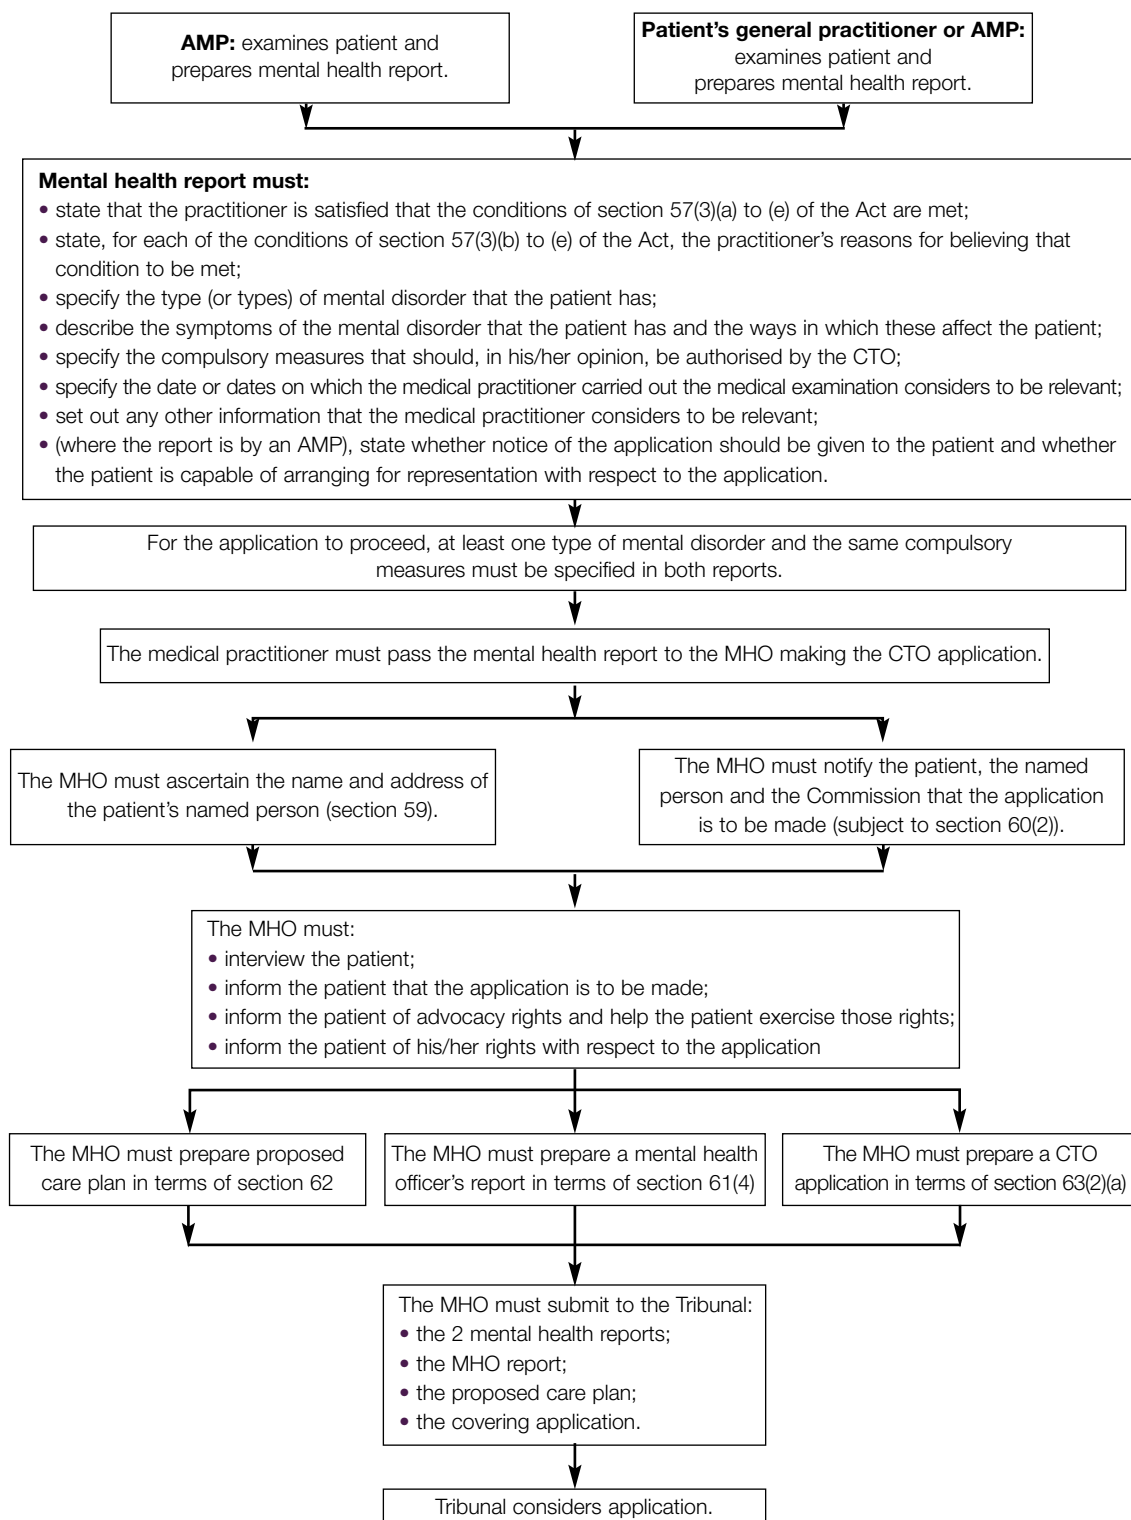 AMP: examines patient and
prepares mental health report.
Patient's general practitioner or AMP:
examines patient and
prepares mental health report.
Mental health report must:
• state that the practitioner is satisfied that the conditions of section 57(3)(a) to (e) of the Act are met;
• state, for each of the conditions of section 57(3)(b) to (e) of the Act, the practitioner's reasons for believing that
condition to be met;
• specify the type (or types) of mental disorder that the patient has;
• describe the symptoms of the mental disorder that the patient has and the ways in which these affect the patient;
• specify the compulsory measures that should, in his/her opinion, be authorised by the CTO;
• specify the date or dates on which the medical practitioner carried out the medical examination considers to be relevant;
• set out any other information that the medical practitioner considers to be relevant;
• (where the report is by an AMP), state whether notice of the application should be given to the patient and whether
the patient is capable of arranging for representation with respect to the application.
For the application to proceed, at least one type of mental disorder and the same compulsory
measures must be specified in both reports.
The medical practitioner must pass the mental health report to the MHO making the CTO application.
The MHO must ascertain the name and address of
the patient's named person (section 59).
The MHO must notify the patient, the named
person and the Commission that the application
is to be made (subject to section 60(2)).
The MHO must:
• interview the patient;
• inform the patient that the application is to be made;
• inform the patient of advocacy rights and help the patient exercise those rights;
• inform the patient of his/her rights with respect to the application
The MHO must prepare proposed
care plan in terms of section 62
The MHO must prepare a mental health
officer's report in terms of section 61(4)
The MHO must prepare a CTO
application in terms of section 63(2)(a)
The MHO must submit to the Tribunal:
• the 2 mental health reports;
• the MHO report;
• the proposed care plan;
• the covering application.
Tribunal considers application.